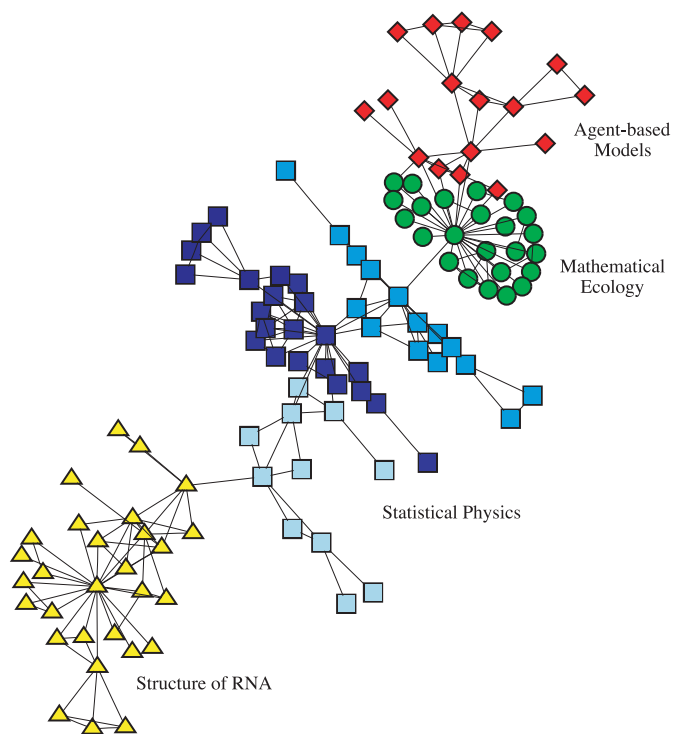 Agent-based
Models
Mathematical
Ecology
Statistical Physics
Structure of RNA